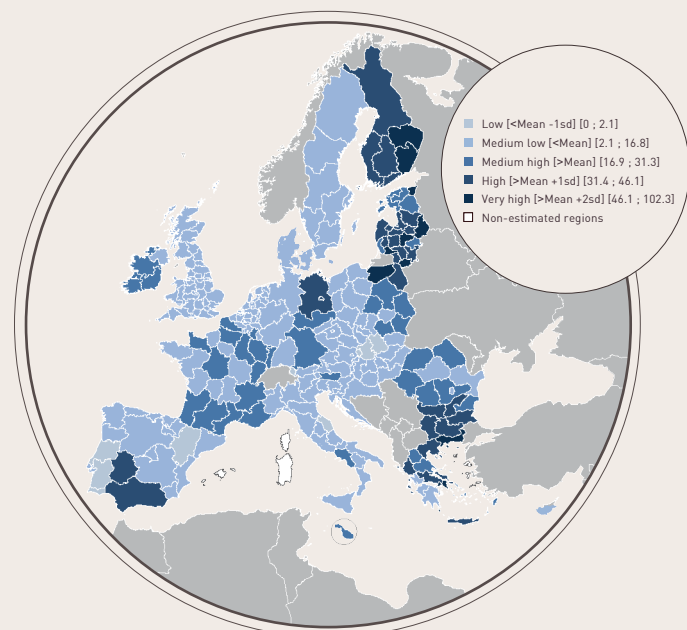 Low [<Mean -1sd] [0 ; 2.1]
Medium low [<Mean] [2.1 ; 16.8]
Medium high [>Mean] [16.9 ; 31.3]
High [>Mean +1sd] [31.4 ; 46.1]
Very high [>Mean +2sd] [46.1 ; 102.3]
Non-estimated regions